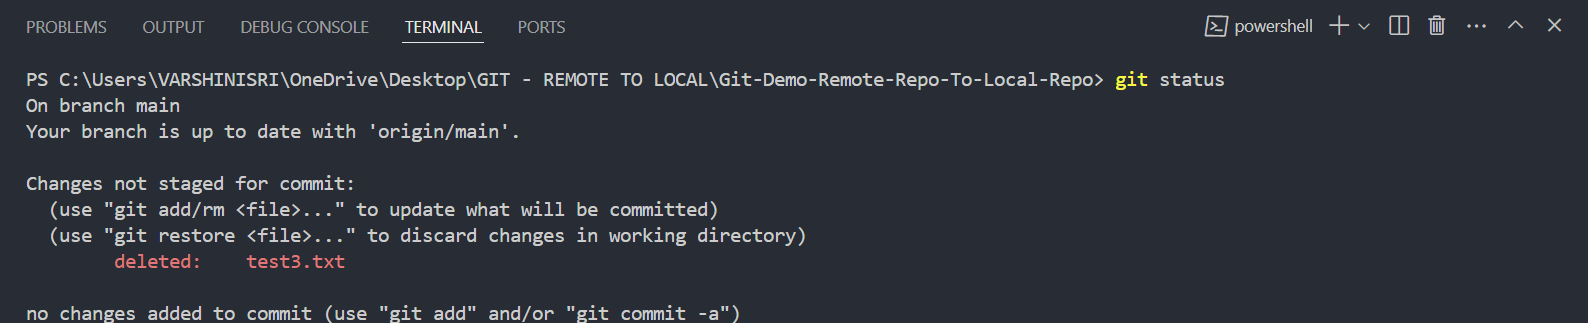 PROBLEMS OUTPUT DEBUG CONSOLE TERMINAL PORTS powershell
PS C:\Users\VARSHINISRI\OneDrive\Desktop\GIT - REMOTE TO LOCAL\Git-Demo-Remote-Repo-To-Local-Repo> git status
On branch main
Your branch is up to date with 'origin/main'.
Changes not staged for commit:
(use "git add/rm <file>..." to update what will be committed)
(use "git restore <file>..." to discard changes in working directory)
deleted: test3.txt
no changes added to commit (use "git add" and/or "git commit -a")